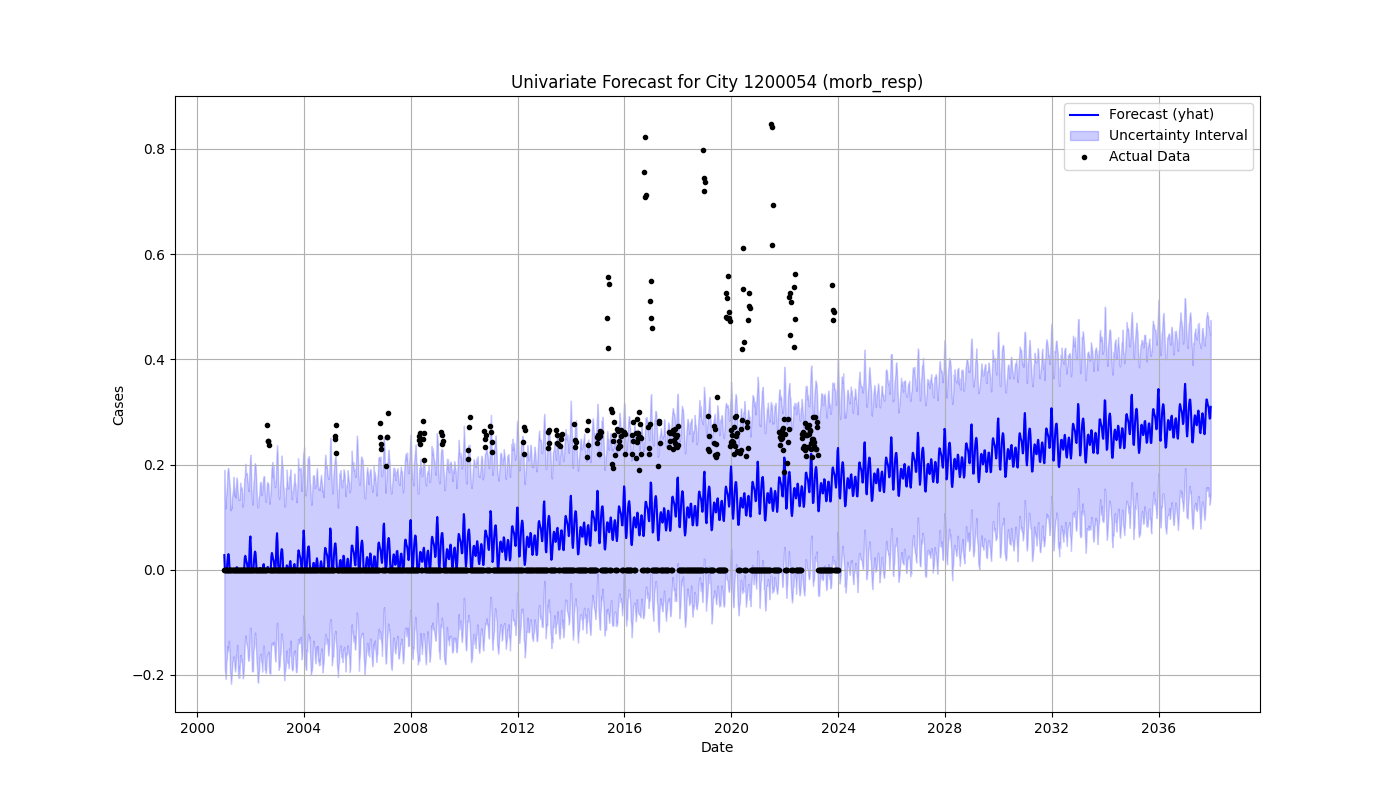 Univariate Forecast for City 1200054 (morb_resp)
Forecast (yhat)
Uncertainty Interval
Actual Data
Cases
0.8
0.6
0.4
0.2
0.0
−0.2
2000 2004 2008 2012 2016 2020 2024 2028 2032 2036
Date